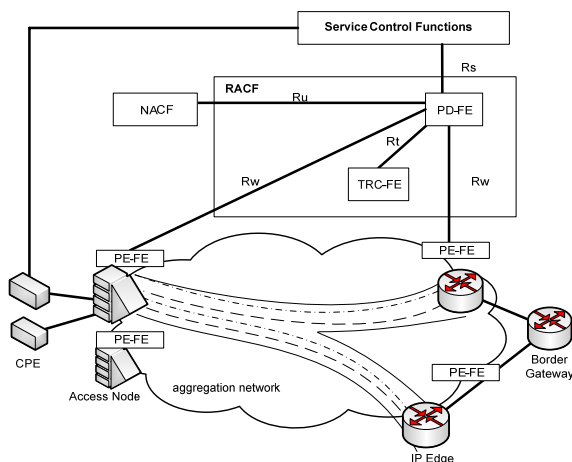 Service Control Functions
Rs
RACF
Ru
NACF
PD-FE
Rt
TRC-FE
Rw
Rw
PE-FE
PE-FE
CPE
PE-FE
PE-FE
Border
Gateway
aggregation network
Access Node
IP Edge